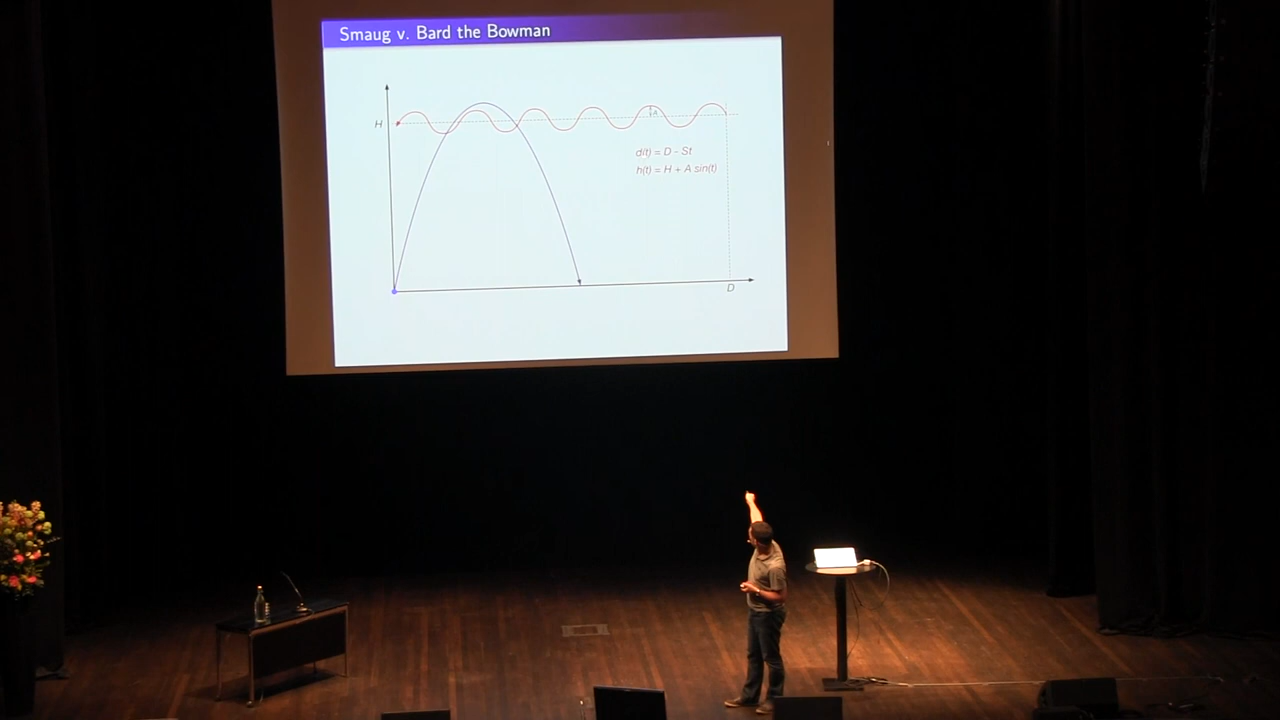 Smaug v. Bard the Bowman
H
A
d(t) = D - St
h(t) = H + A sin(t)
D